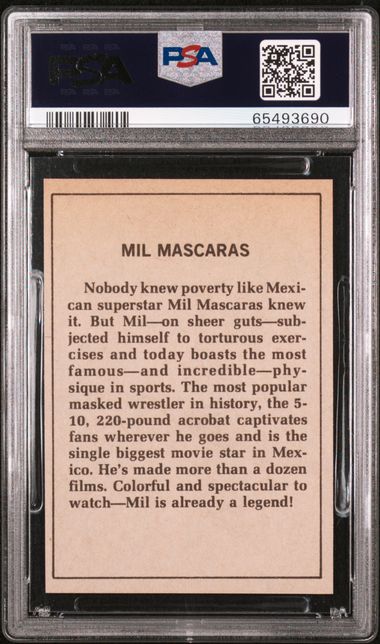 PSA
PSA
65493690
MIL MASCARAS
Nobody knew poverty like Mexi-
can superstar Mil Mascaras knew
it. But Mil—on sheer guts—sub-
jected himself to torturous exer-
cises and today boasts the most
famous—and incredible—phy-
sique in sports. The most popular
masked wrestler in history, the 5-
10, 220-pound acrobat captivates
fans wherever he goes and is the
single biggest movie star in Mex-
ico. He's made more than a dozen
films. Colorful and spectacular to
watch—Mil is already a legend!